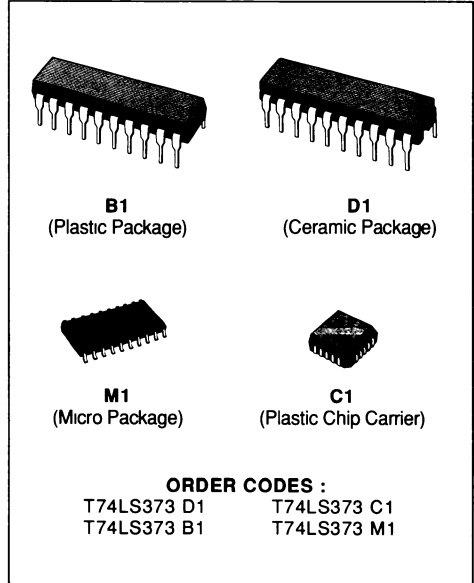 B1
(Plastic Package)
D1
(Ceramic Package)
M1
(Micro Package)
C1
(Plastic Chip Carrier)
ORDER CODES :
T74LS373 D1 T74LS373 C1
T74LS373 B1 T74LS373 M1